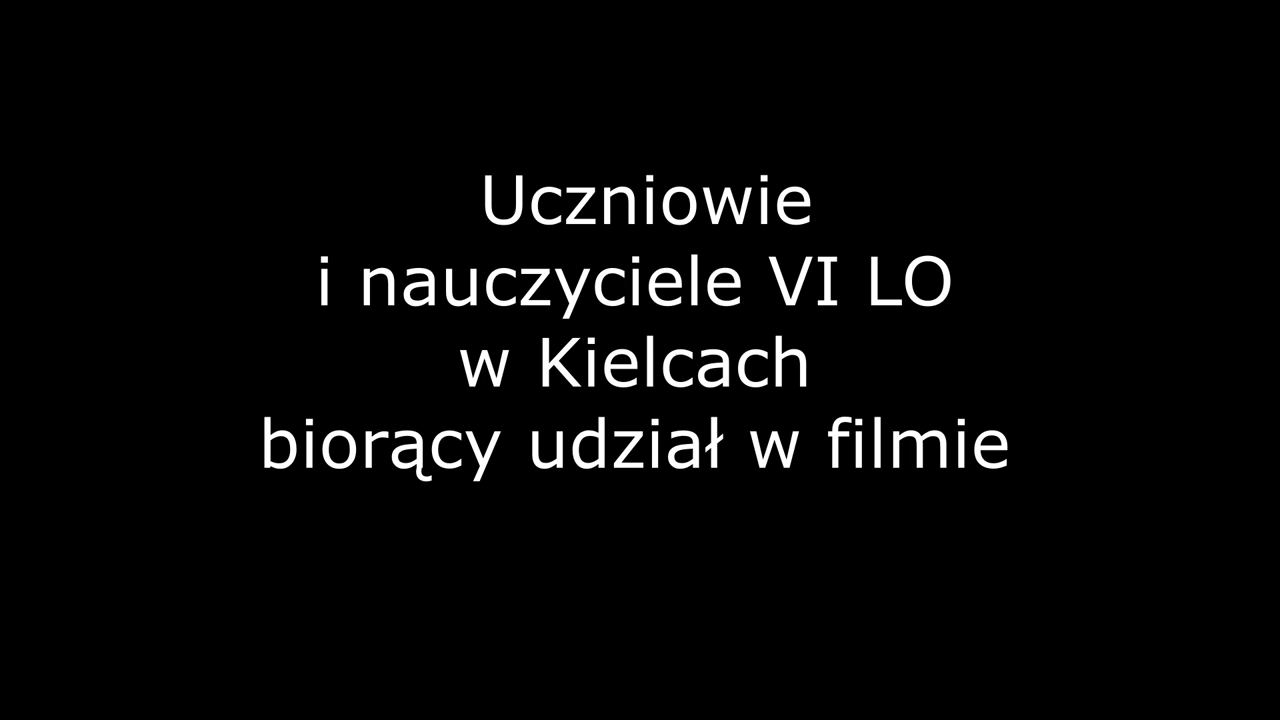 Uczniowie
i nauczyciele VI LO
w Kielcach
biorący udział w filmie